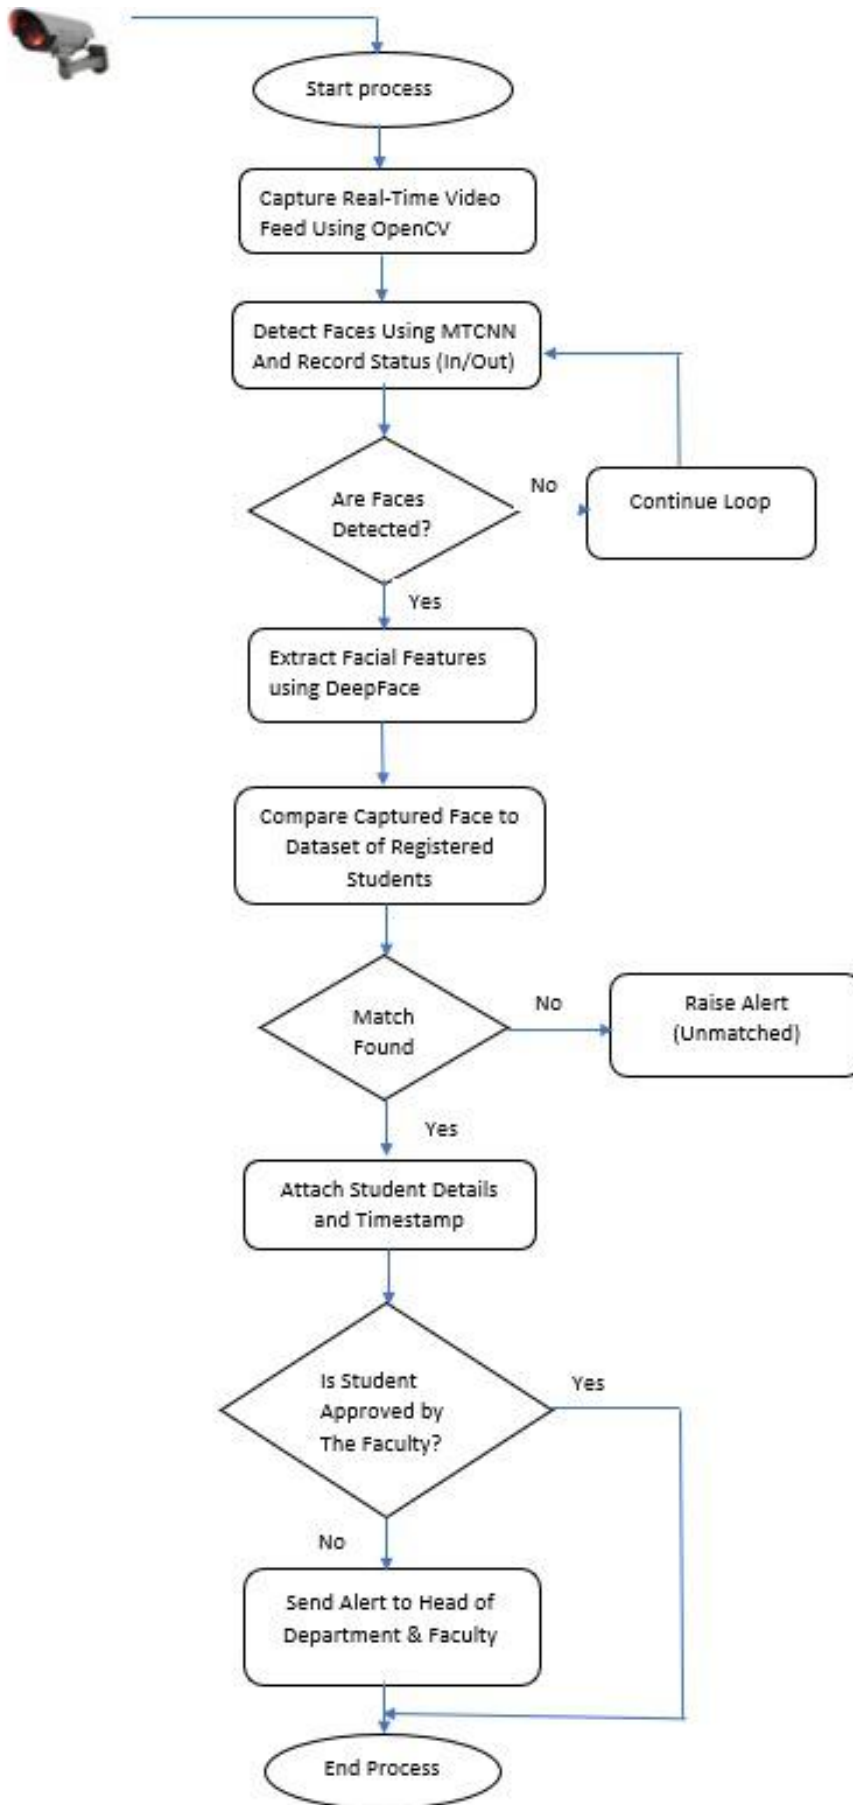 Start process
Capture Real-Time Video
Feed Using OpenCV
Detect Faces Using MTCNN
And Record Status (In/Out)
Are Faces
Detected?
No
Continue Loop
Yes
Extract Facial Features
using DeepFace
Compare Captured Face to
Dataset of Registered
Students
Match
Found
No
Raise Alert
(Unmatched)
Yes
Attach Student Details
and Timestamp
Is Student
Approved by
The Faculty?
Yes
No
Send Alert to Head of
Department & Faculty
End Process